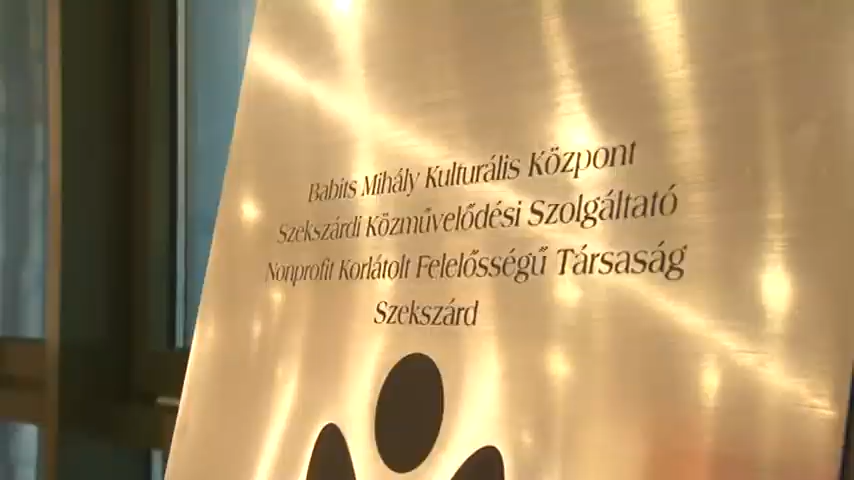 Babits Mihály Kulturális Központ
Szekszárdi Közművelődési Szolgáltató
Nonprofit Korlátolt Felelősségű Társaság
Szekszárd